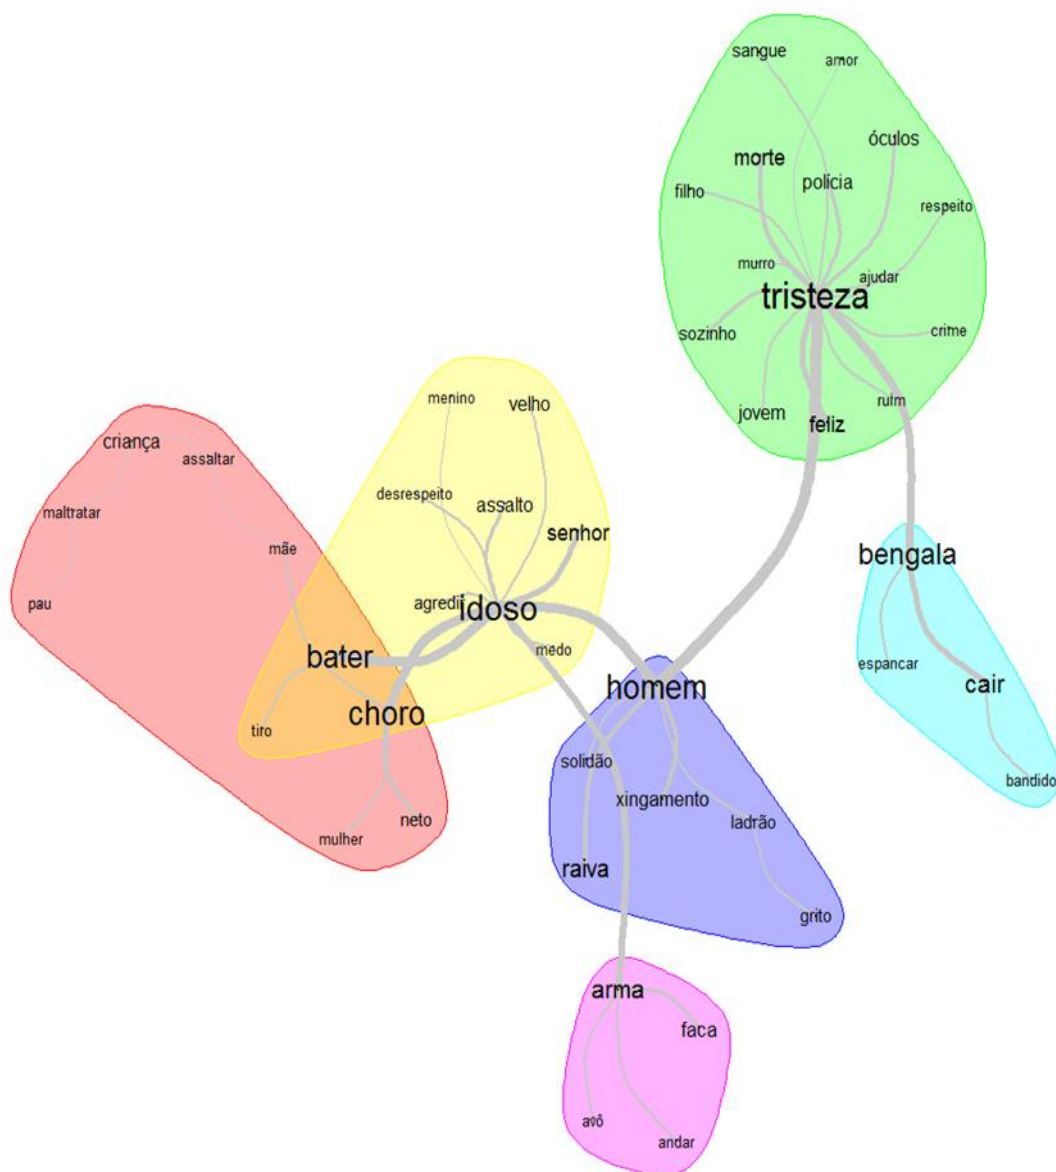 sangue
amor
óculos
morte
polícia
filho
respeito
murro
ajudar
tristeza
sozinho
crime
ruim
jovem
feliz
menino
velho
criança
assaltar
desrespeito
assalto
senhor
maltratar
mãe
bengala
pau
agredir
idoso
medo
bater
espancar
homem
cair
choro
tiro
solidão
bandido
xingamento
neto
ladrão
mulher
raiva
grito
arma
faca
avô
andar